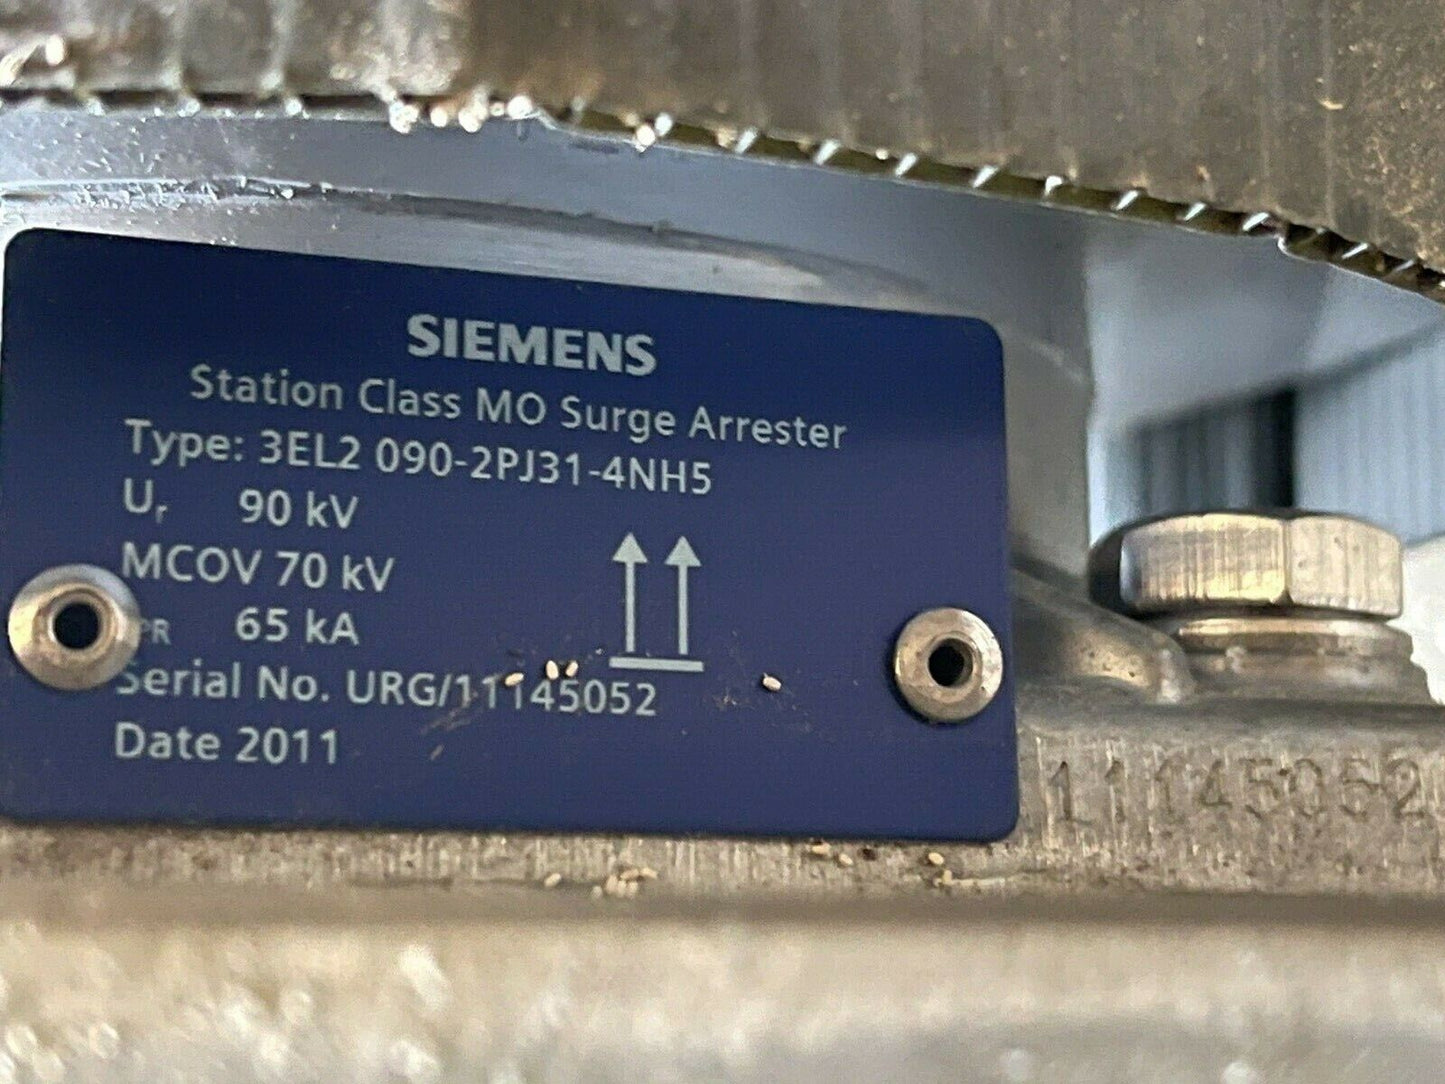 SIEMENS
Station Class MO Surge Arrester
Type: 3EL2 090-2PJ31-4NH5
Ur 90 kV
MCOV 70 kV
PR 65 kA
Serial No. URG/11145052
Date 2011
11145052